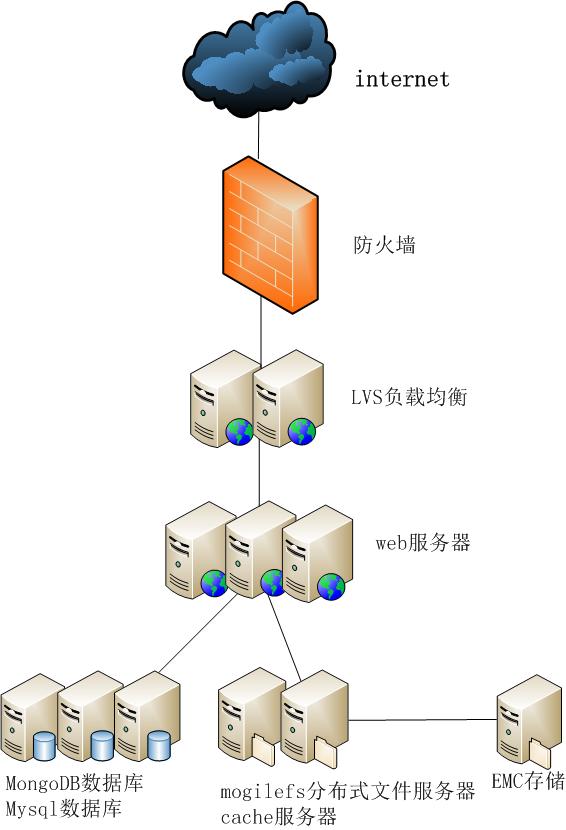 internet
防火墙
LVS负载均衡
web服务器
MongoDB数据库
Mysql数据库
mogilefs分布式文件服务器
cache服务器
EMC存储